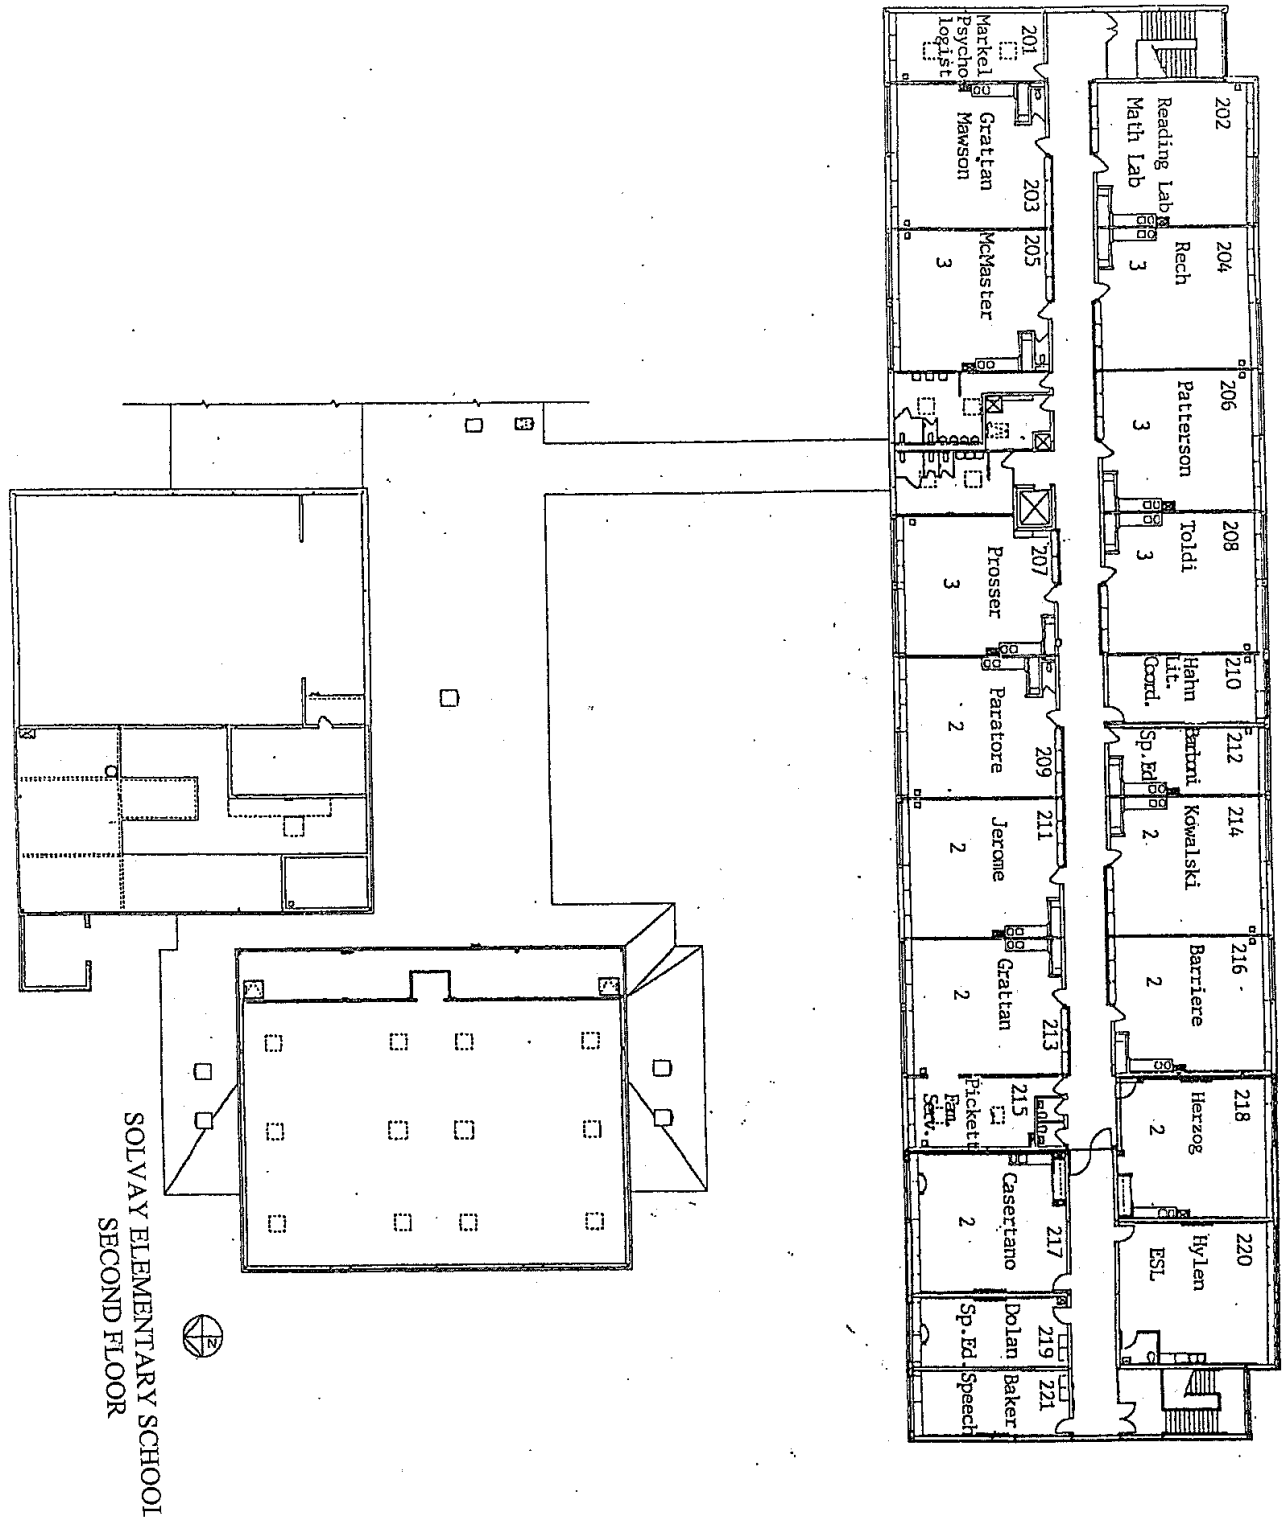 201
Markel
Psycho-
logist
202
Reading Lab
Math Lab
203
Grattan
Mawson
204
Rech
3
205
McMaster
3
206
Patterson
3
207
Prosser
3
208
Toldi
3
209
Paratore
2
210
Hahn
Lit.
Coord.
211
Jerome
2
212
Sp.Ed
213
Grattan
2
214
Kowalski
2
215
Pickett
Fam
Serv.
216
Barriere
2
217
Casertano
2
218
Herzog
2
219
Dolan
Sp.Ed.
220
Hylen
ESL
221
Baker
Speech
N
SOLVAY ELEMENTARY SCHOOL
SECOND FLOOR